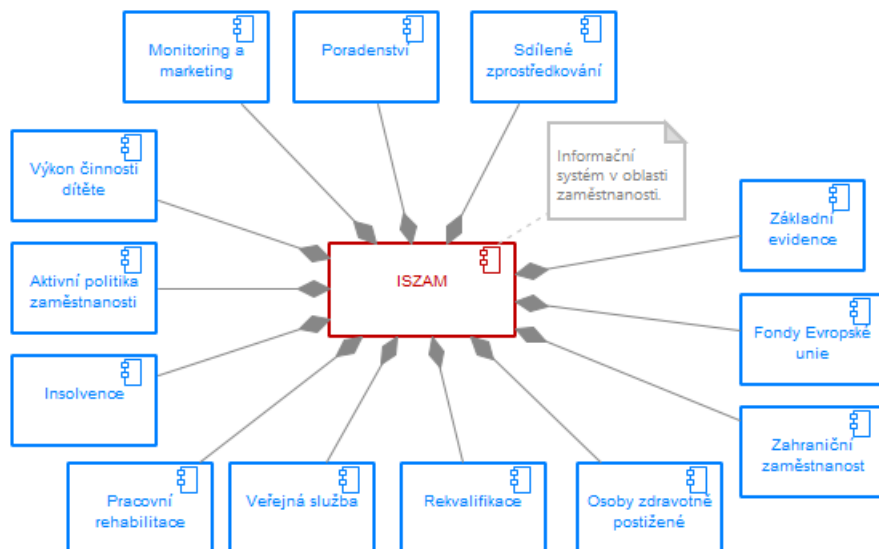 Monitoring a
marketing
Poradenství
Sdílené
zprostředkování
Informační
systém v oblasti
zaměstnanosti.
Výkon činnosti
dítěte
Základní
evidence
Aktivní politika
zaměstnanosti
ISZAM
Fondy Evropské
unie
Insolvence
Zahraniční
zaměstnanost
Pracovní
rehabilitace
Veřejná služba
Rekvalifikace
Osoby zdravotně
postižené